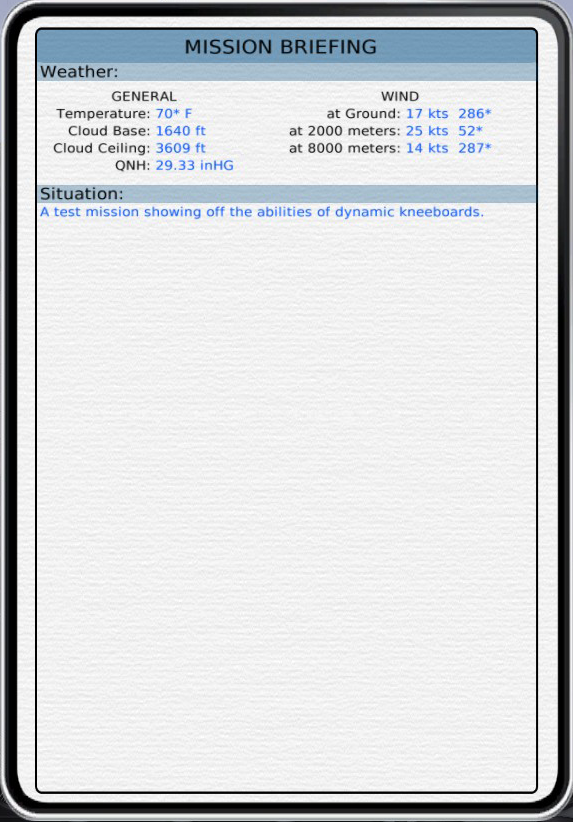 MISSION BRIEFING
Weather:
GENERAL
Temperature: 70* F
Cloud Base: 1640 ft
Cloud Ceiling: 3609 ft
QNH: 29.33 inHG
WIND
at Ground: 17 kts 286*
at 2000 meters: 25 kts 52*
at 8000 meters: 14 kts 287*
Situation:
A test mission showing off the abilities of dynamic kneeboards.